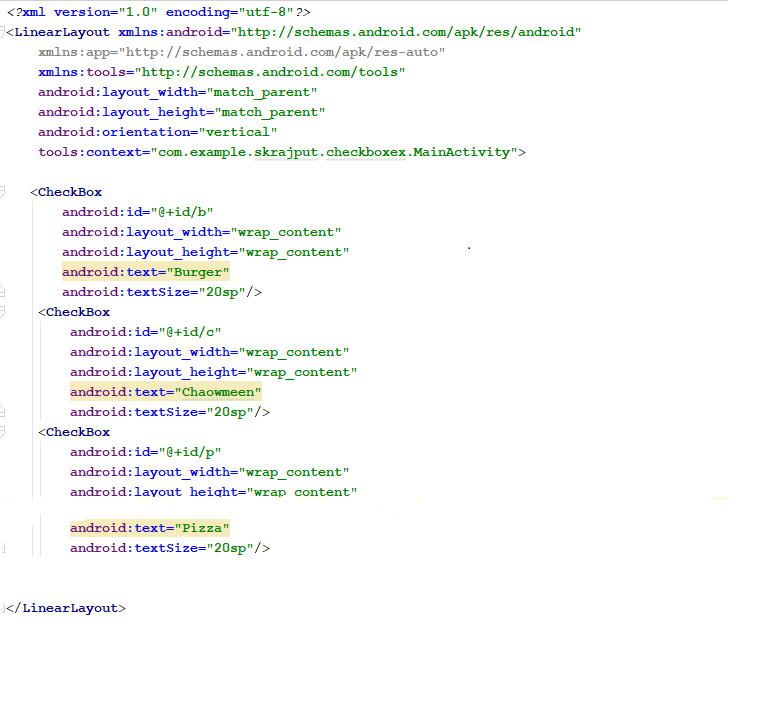 <?xml version="1.0" encoding="utf-8"?>
<LinearLayout xmlns:android="http://schemas.android.com/apk/res/android"
    xmlns:app="http://schemas.android.com/apk/res-auto"
    xmlns:tools="http://schemas.android.com/tools"
    android:layout_width="match_parent"
    android:layout_height="match_parent"
    android:orientation="vertical"
    tools:context="com.example.skrajput.checkboxex.MainActivity">

   <CheckBox
       android:id="@+id/b"
       android:layout_width="wrap_content"
       android:layout_height="wrap_content"
       android:text="Burger"
       android:textSize="20sp"/>
    <CheckBox
        android:id="@+id/c"
        android:layout_width="wrap_content"
        android:layout_height="wrap_content"
        android:text="Chaowmeen"
        android:textSize="20sp"/>
    <CheckBox
        android:id="@+id/p"
        android:layout_width="wrap_content"
        android:layout_height="wrap_content"
        android:text="Pizza"
        android:textSize="20sp"/>

</LinearLayout>